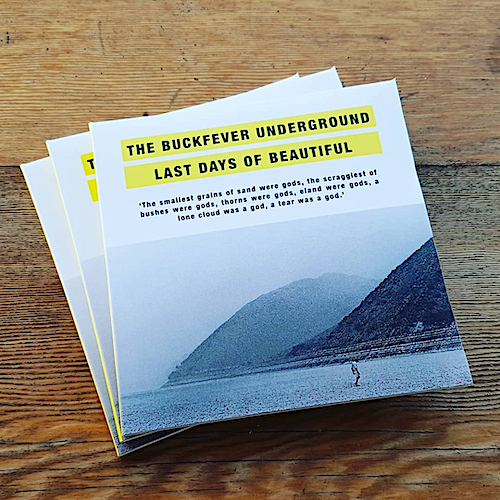 THE BUCKFEVER UNDERGROUND
LAST DAYS OF BEAUTIFUL
'The smallest grains of sand were gods, the scraggiest of
bushes were gods, thorns were gods, eland were gods, a
lone cloud was a god, a tear was a god.'
T